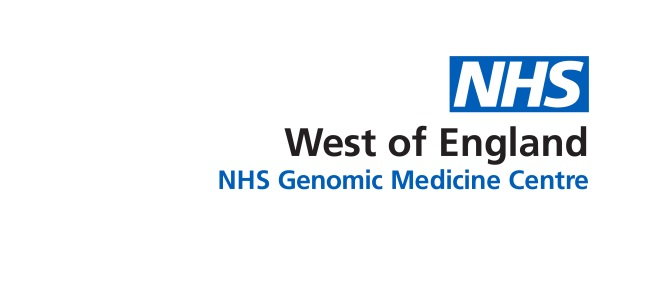 NHS
West of England
NHS Genomic Medicine Centre